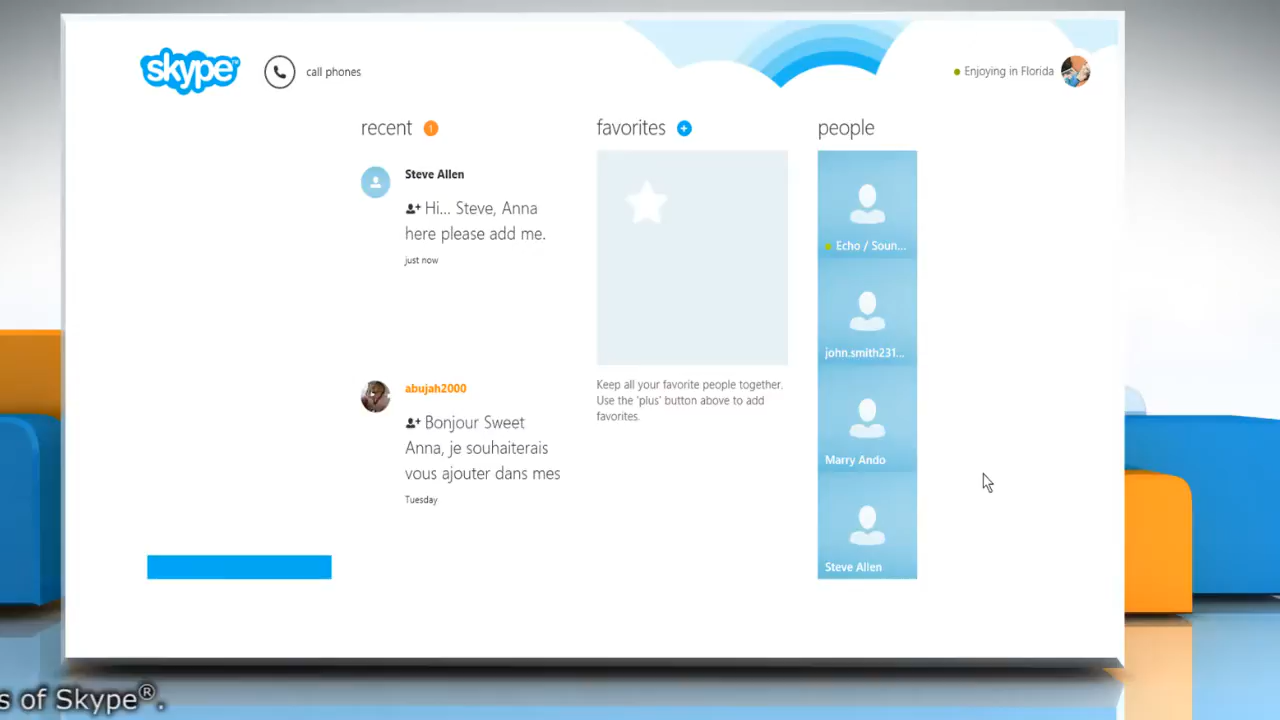 skype™
call phones
Enjoying in Florida
recent 1
favorites
people
Steve Allen
Hi... Steve, Anna
here please add me.
just now
abujah2000
Bonjour Sweet
Anna, je souhaiterais
vous ajouter dans mes
Tuesday
Keep all your favorite people together.
Use the 'plus' button above to add
favorites.
Echo / Soun...
john.smith231...
Marry Ando
Steve Allen
s of Skype®.